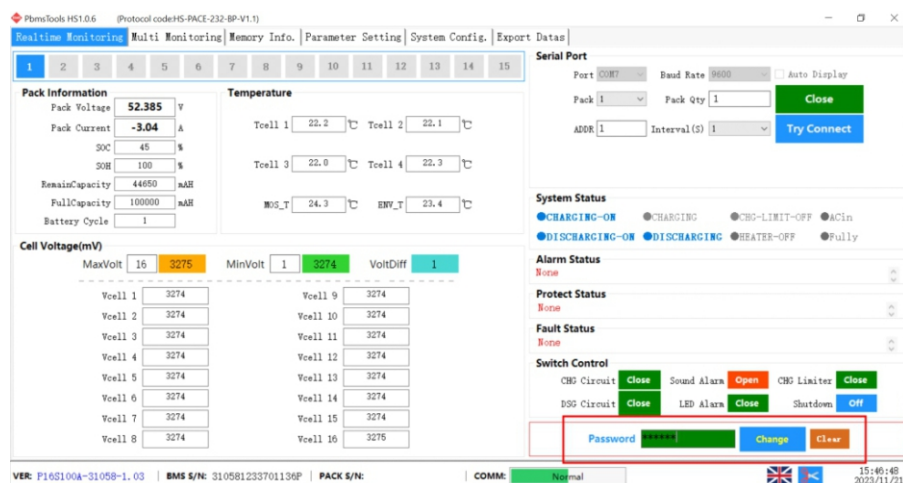 PbmsTools HS1.0.6 (Protocol code:HS-PACE-232-BP-V1.1)
Realtime Monitoring Multi Monitoring Memory Info. Parameter Setting System Config. Export Datas
1 2 3 4 5 6 7 8 9 10 11 12 13 14 15
Pack Information
Pack Voltage 52.385 V
Pack Current -3.04 A
SOC 45 %
SOH 100 %
RemainCapacity 44650 mAH
FullCapacity 100000 mAH
Battery Cycle 1
Temperature
Tcell 1 22.2 ℃ Tcell 2 22.1 ℃
Tcell 3 22.0 ℃ Tcell 4 22.3 ℃
MOS_T 24.3 ℃ ENV_T 23.4 ℃
Cell Voltage(mV)
MaxVolt 16 3275 MinVolt 1 3274 VoltDiff 1
Vcell 1 3274 Vcell 9 3274
Vcell 2 3274 Vcell 10 3274
Vcell 3 3274 Vcell 11 3274
Vcell 4 3274 Vcell 12 3274
Vcell 5 3274 Vcell 13 3274
Vcell 6 3274 Vcell 14 3274
Vcell 7 3274 Vcell 15 3274
Vcell 8 3274 Vcell 16 3275
Serial Port
Port COM7 Baud Rate 9600 Auto Display
Pack 1 Pack Qty 1 Close
ADDR 1 Interval(S) 1 Try Connect
System Status
CHARGING-ON CHARGING CHG-LIMIT-OFF ACin
DISCHARGING-ON DISCHARGING HEATER-OFF Fully
Alarm Status
None
Protect Status
None
Fault Status
None
Switch Control
CHG Circuit Close Sound Alarm Open CHG Limiter Close
DSG Circuit Close LED Alarm Close Shutdown Off
Password ****** Change Clear
VER: P16S100A-31058-1.03 BMS S/N: 310581233701136P PACK S/N: COMM: Normal 15:46:48
2023/11/21